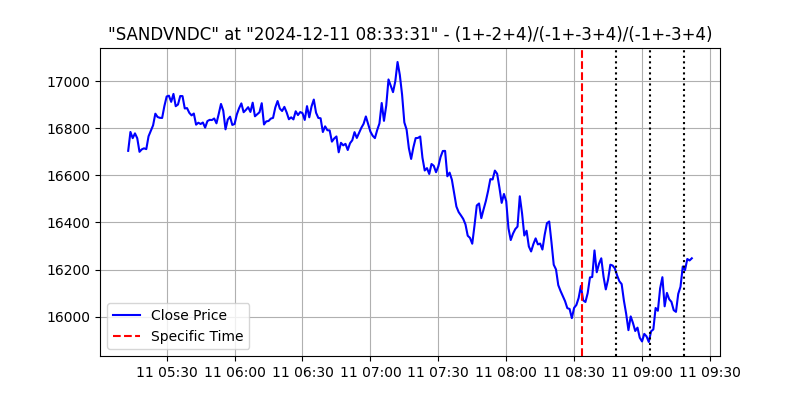 "SANDVNDC" at "2024-12-11 08:33:31" - (1+-2+4)/(-1+-3+4)/(-1+-3+4)
17000
16800
16600
16400
16200
16000
Close Price
Specific Time
11 05:30 11 06:00 11 06:30 11 07:00 11 07:30 11 08:00 11 08:30 11 09:00 11 09:30